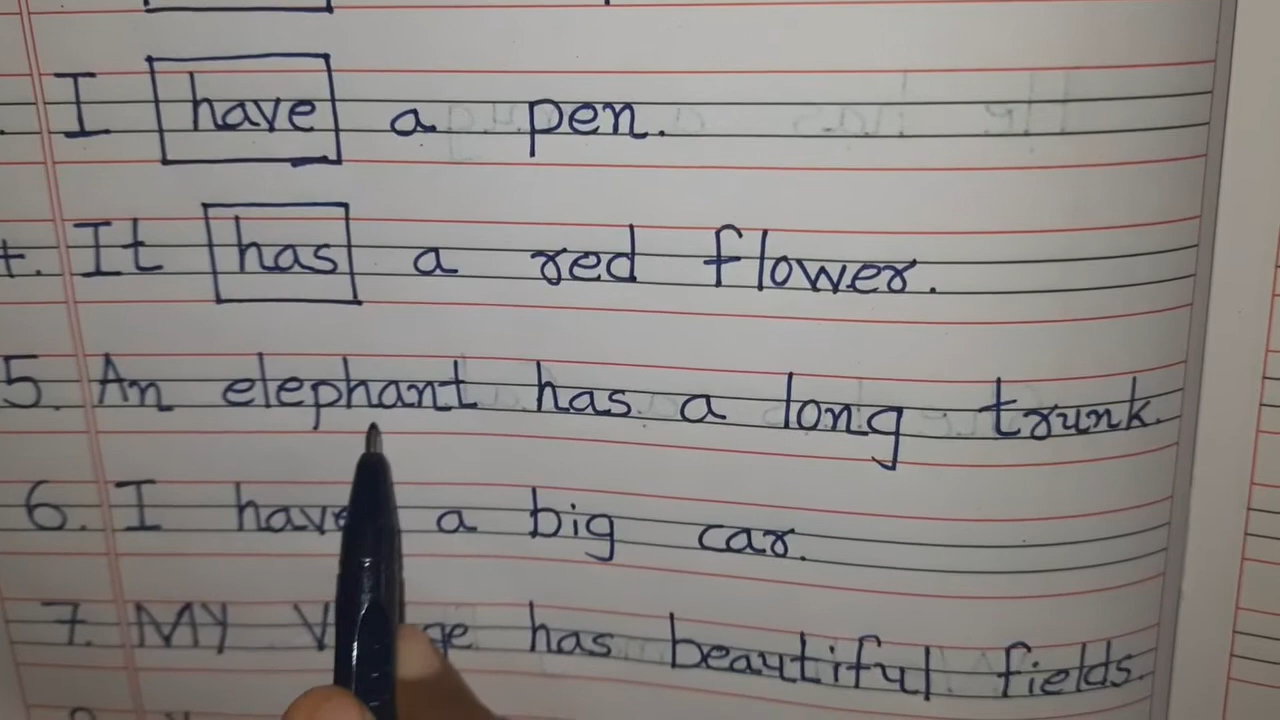 I have a pen.
4. It has a red flower.
5. An elephant has a long trunk.
6. I have a big car.
7. MY has beautiful fields.